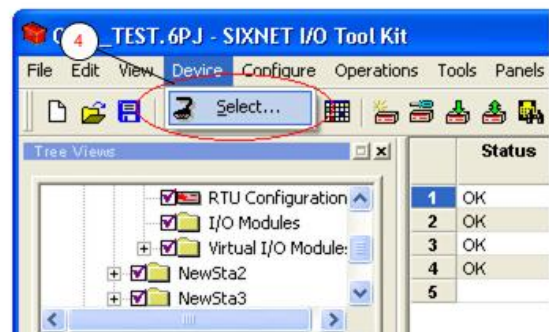 _TEST.6PJ - SIXNET I/O Tool Kit
4
File Edit View Device Configure Operations Tools Panels
Select...
Tree Views
Status
RTU Configuration
I/O Modules
Virtual I/O Module:
NewSta2
NewSta3
1 OK
2 OK
3 OK
4 OK
5